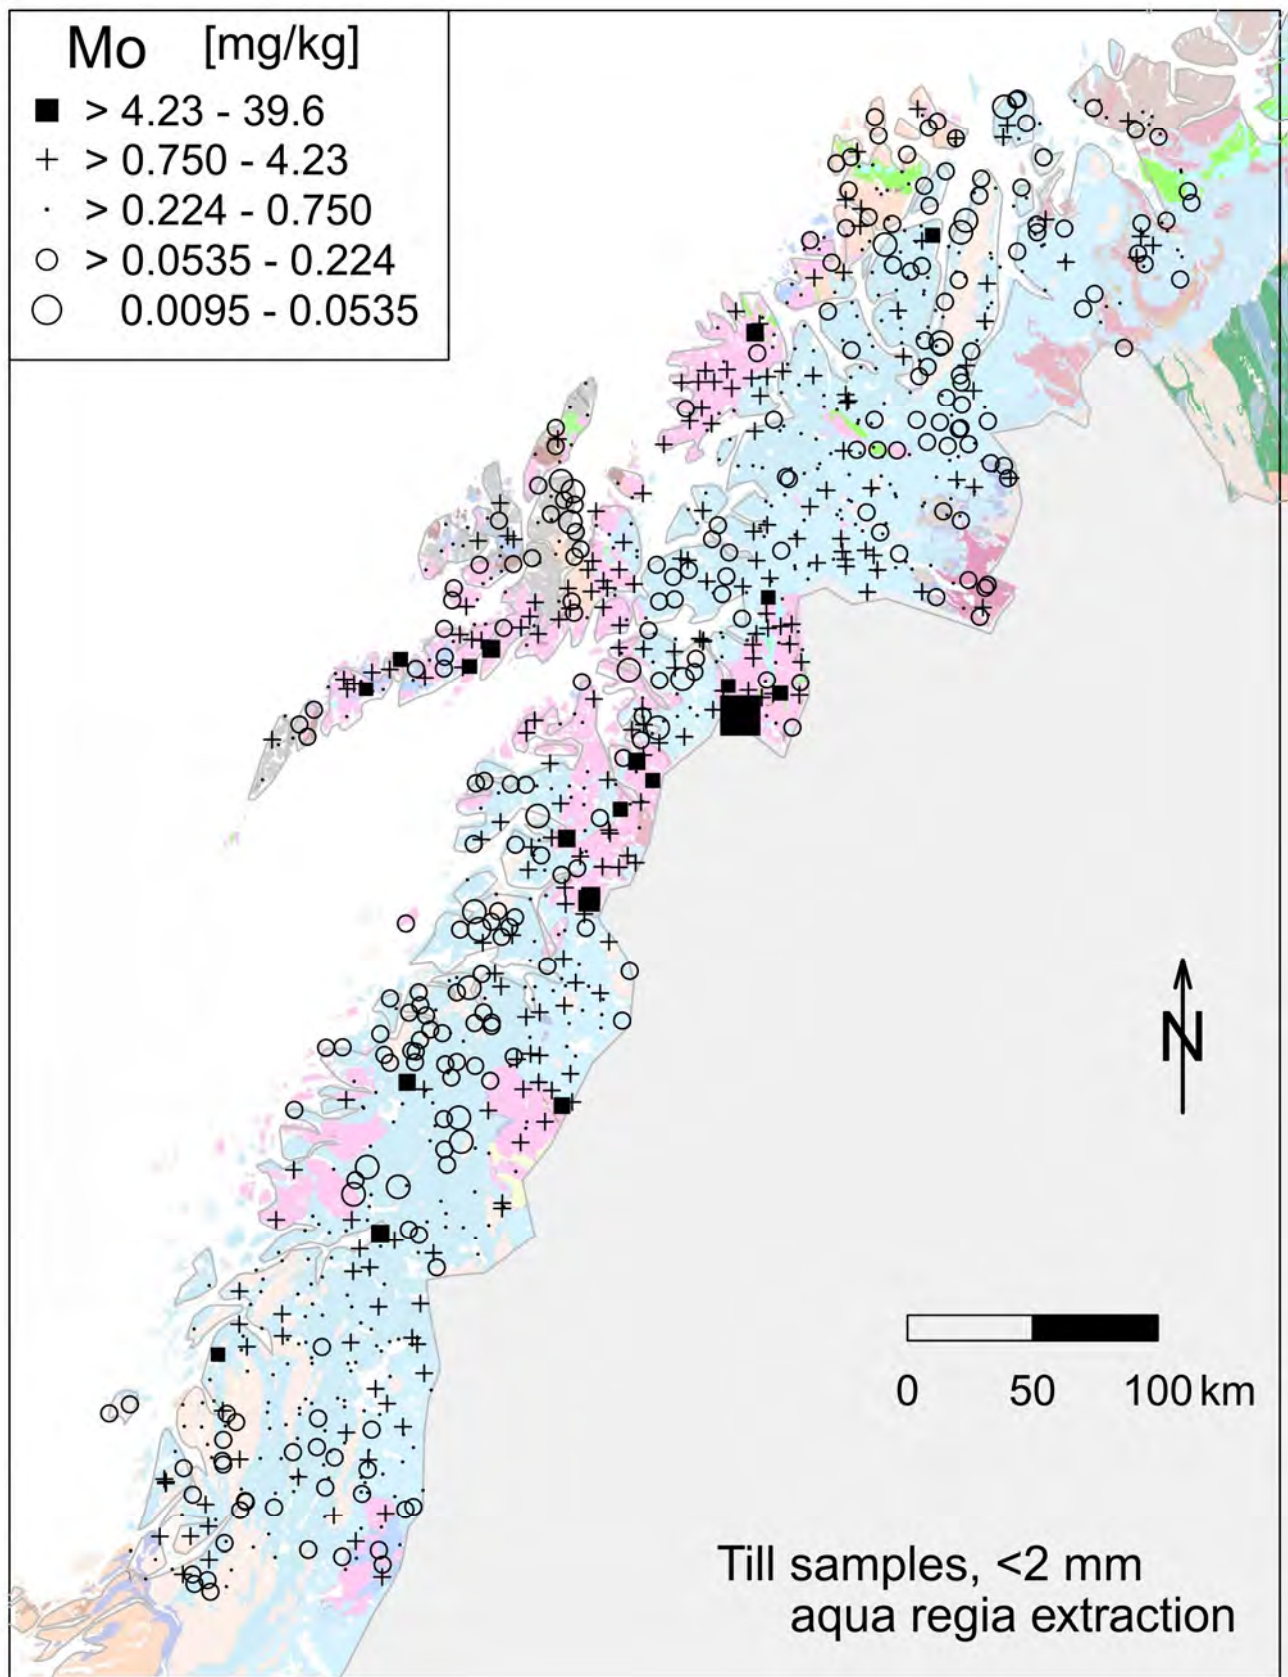 Mo [mg/kg]
> 4.23 - 39.6
> 0.750 - 4.23
> 0.224 - 0.750
> 0.0535 - 0.224
0.0095 - 0.0535
N
0 50 100 km
Till samples, <2 mm
aqua regia extraction